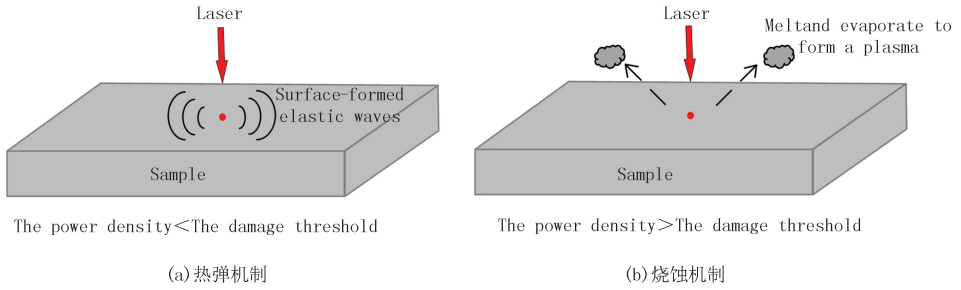 Laser
Surface-formed
elastic waves
Sample
The power density<The damage threshold
(a)热弹机制
Laser
Meltand evaporate to
form a plasma
Sample
The power density>The damage threshold
(b)烧蚀机制